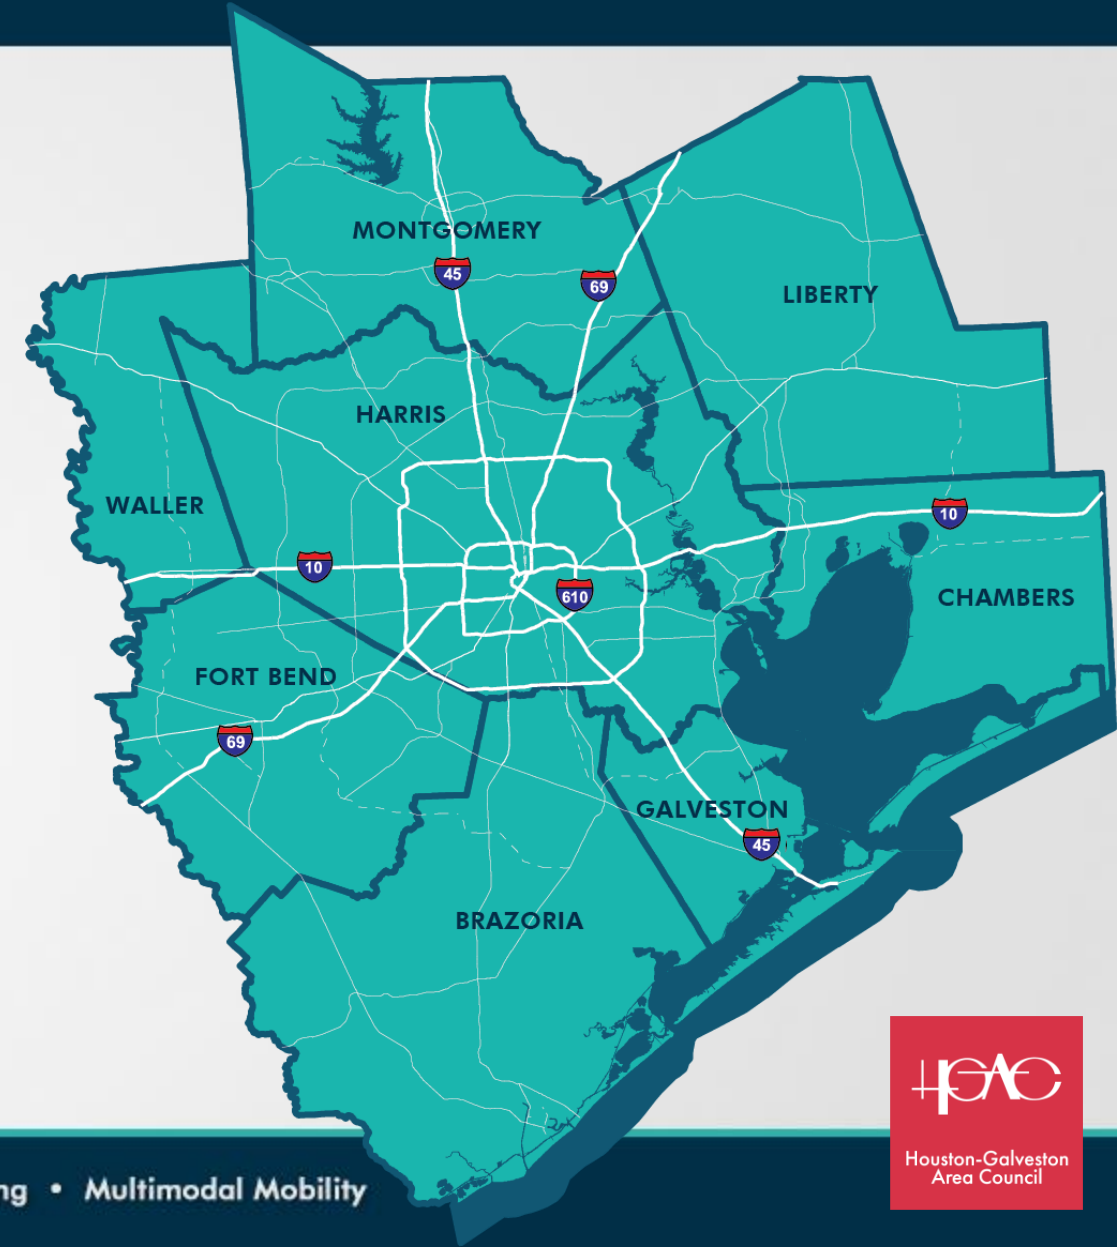 MONTGOMERY
45
69
LIBERTY
HARRIS
WALLER
10
10
610
CHAMBERS
FORT BEND
69
GALVESTON
45
BRAZORIA
HGAC
Houston-Galveston
Area Council
ng • Multimodal Mobility